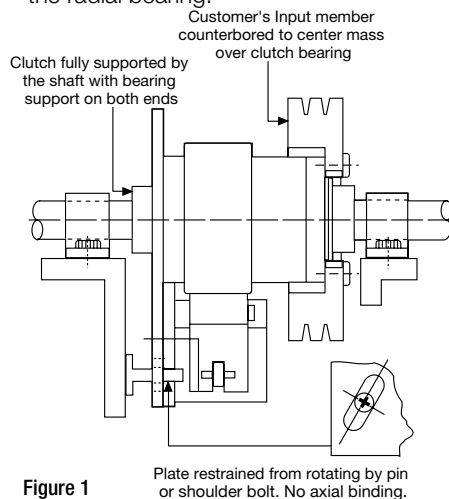 the radial bearing.
Customer's Input member
counterbored to center mass
over clutch bearing
Clutch fully supported by
the shaft with bearing
support on both ends
Figure 1
Plate restrained from rotating by pin
or shoulder bolt. No axial binding.